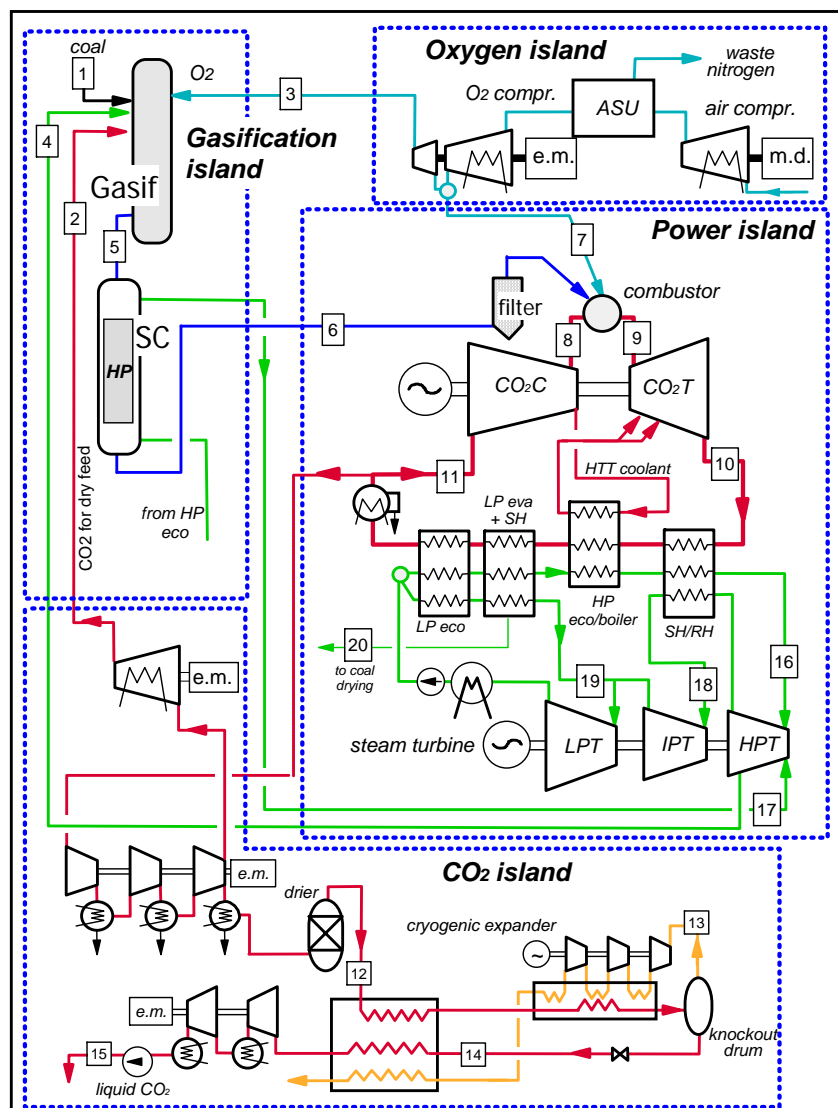 coal
1
O2
3
4
Gasification
island
Gasif
2
5
SC
HP
6
CO2 for dry feed
from HP
eco
Oxygen island
waste
nitrogen
O2 compr.
ASU
air compr.
e.m.
m.d.
7
Power island
filter
combustor
8
9
CO2C
CO2T
11
10
HTT coolant
LP eva
+ SH
LP eco
HP
eco/boiler
SH/RH
20
to coal
drying
19
18
16
steam turbine
LPT
IPT
HPT
17
e.m.
CO2 island
e.m.
drier
12
cryogenic expander
13
knockout
drum
14
e.m.
15
liquid CO2